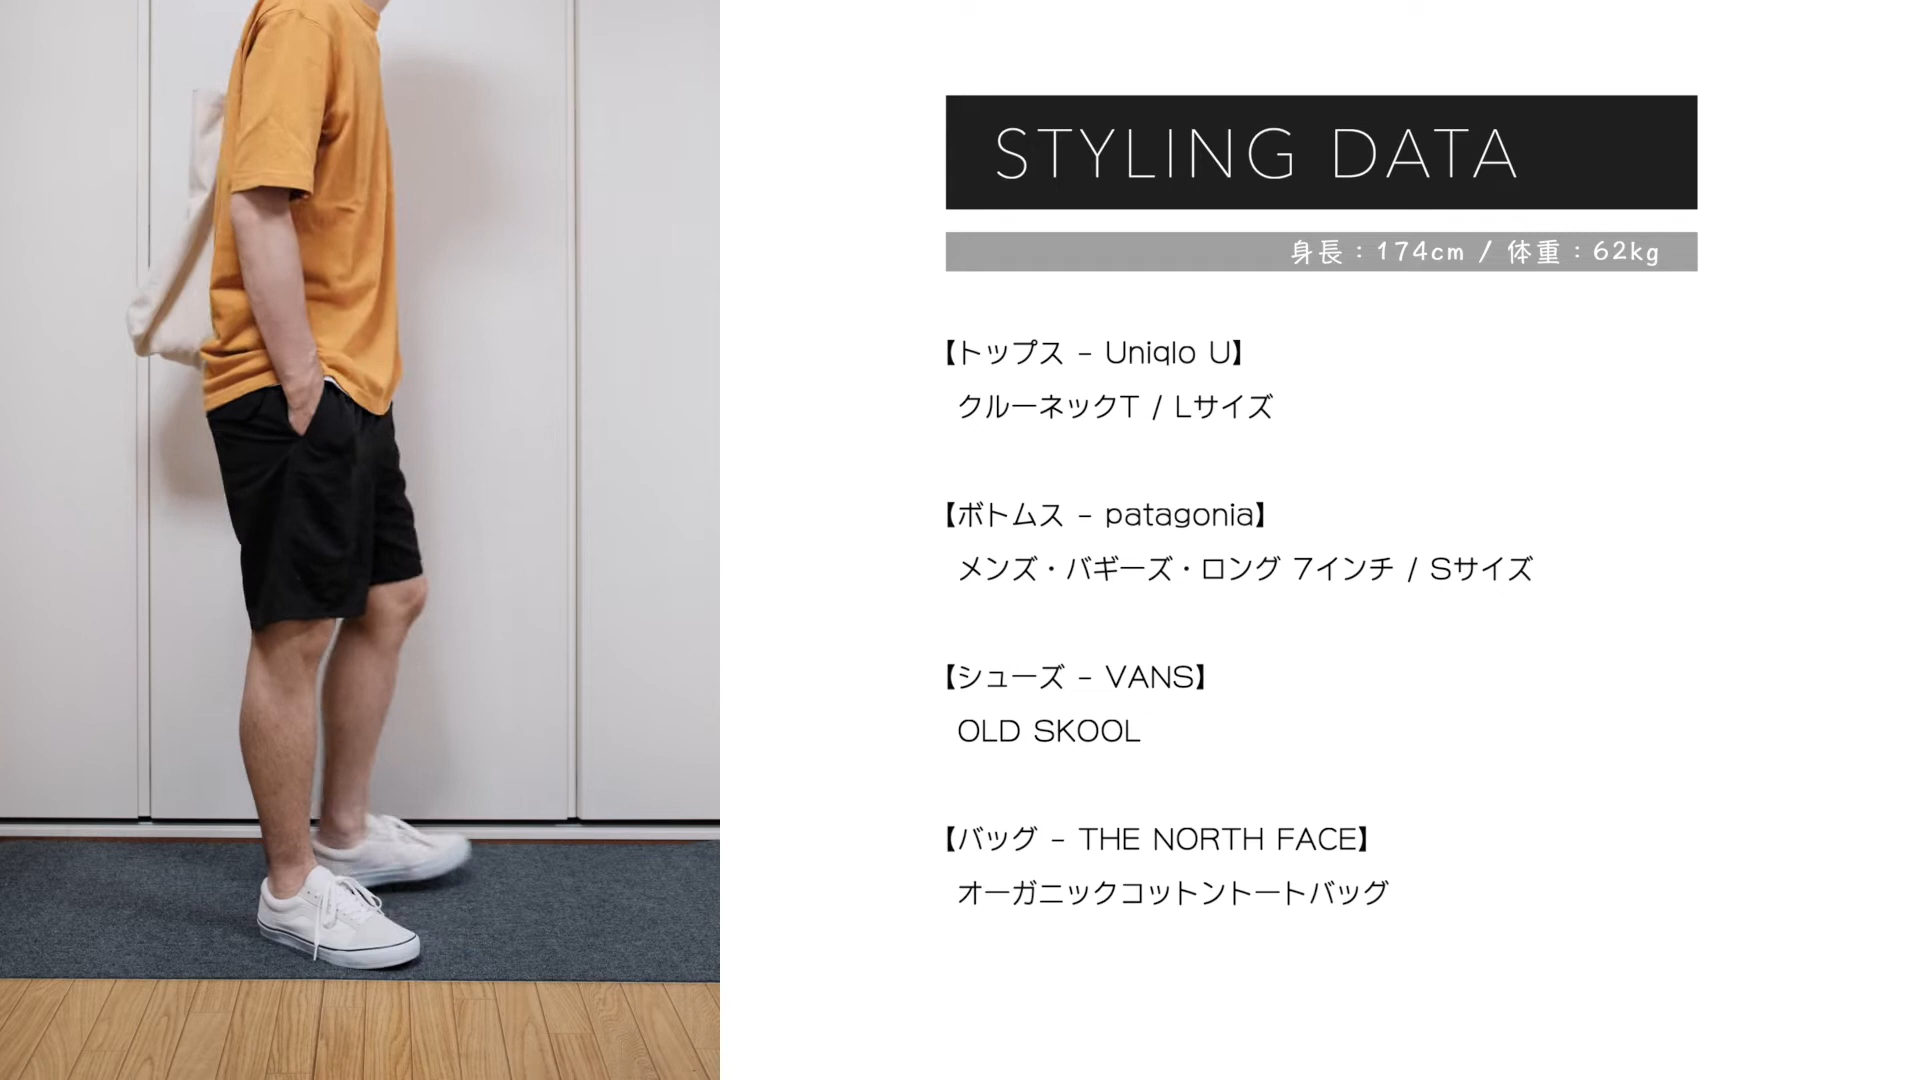 STYLING DATA
身長：174cm / 体重：62kg
【トップス – Uniqlo U】
クルーネックT / Lサイズ
【ボトムス – patagonia】
メンズ・バギーズ・ロング 7インチ / Sサイズ
【シューズ – VANS】
OLD SKOOL
【バッグ – THE NORTH FACE】
オーガニックコットントートバッグ